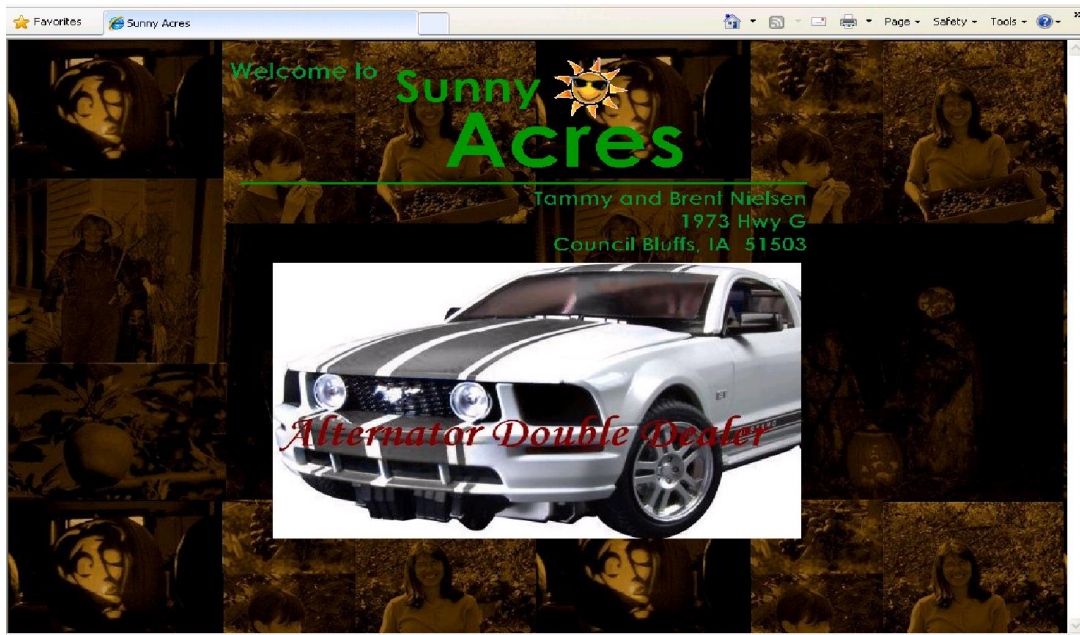 Favorites
Sunny Acres
Page
Safety
Tools
Welcome to
Sunny
Acres
Tammy and Brent Nielsen
1973 Hwy G
Council Bluffs, IA 51503
Alternator Double Dealer